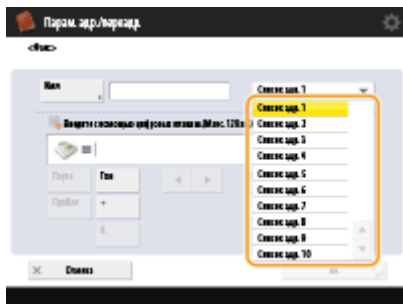 Парам. адр./перeадр.
<Факс>
Имя
Список адр. 1
Список адр. 1
Введите с помощью цифровых клавиш. (Макс. 120
Список адр. 2
Список адр. 3
Список адр. 4
Пауза
Тон
Список адр. 5
Список адр. 6
Пробел
+
Список адр. 7
Список адр. 8
Список адр. 9
Список адр. 10
Отмена
OK